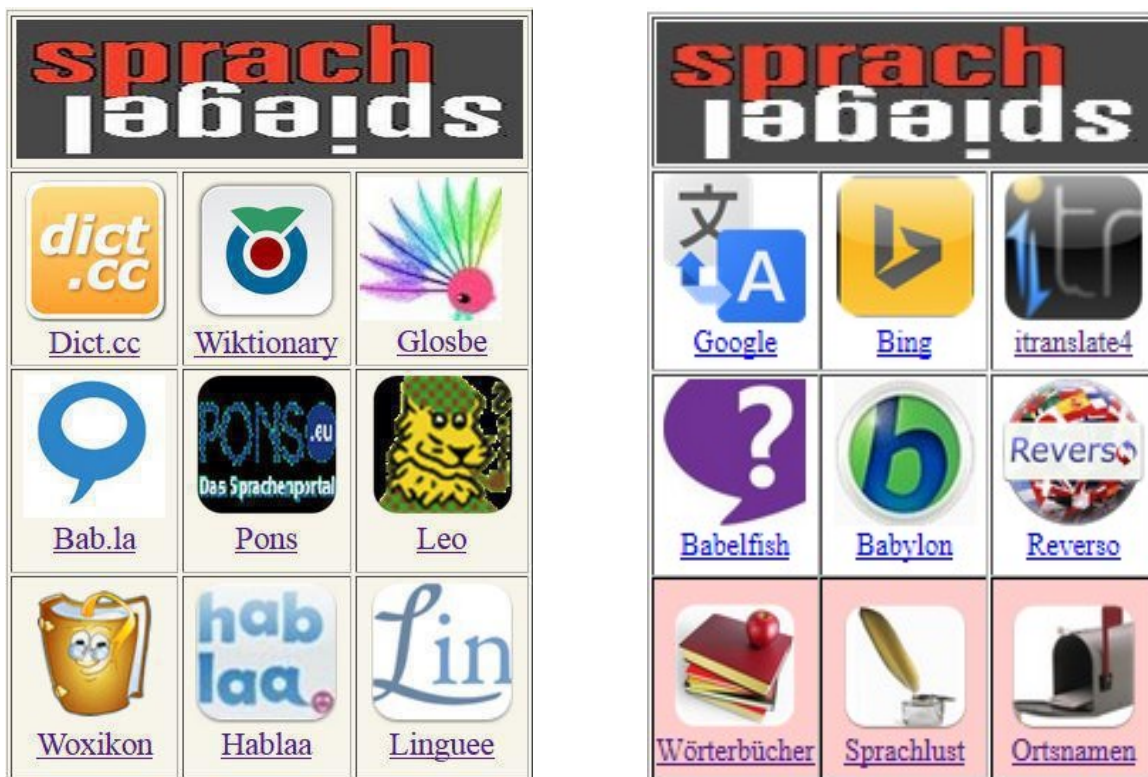 sprach
spiegel
dict
.cc
Dict.cc
Wiktionary
Glosbe
Bab.la
PONS.eu
Das Sprachenportal
Pons
Leo
Woxikon
hab
laa
Hablaa
Lin
Linguee
sprach
spiegel
文
A
Google
b
Bing
itr
itranslate4
?
Babelfish
b
Babylon
Reverso
Reverso
Wörterbücher
Sprachlust
Ortsnamen